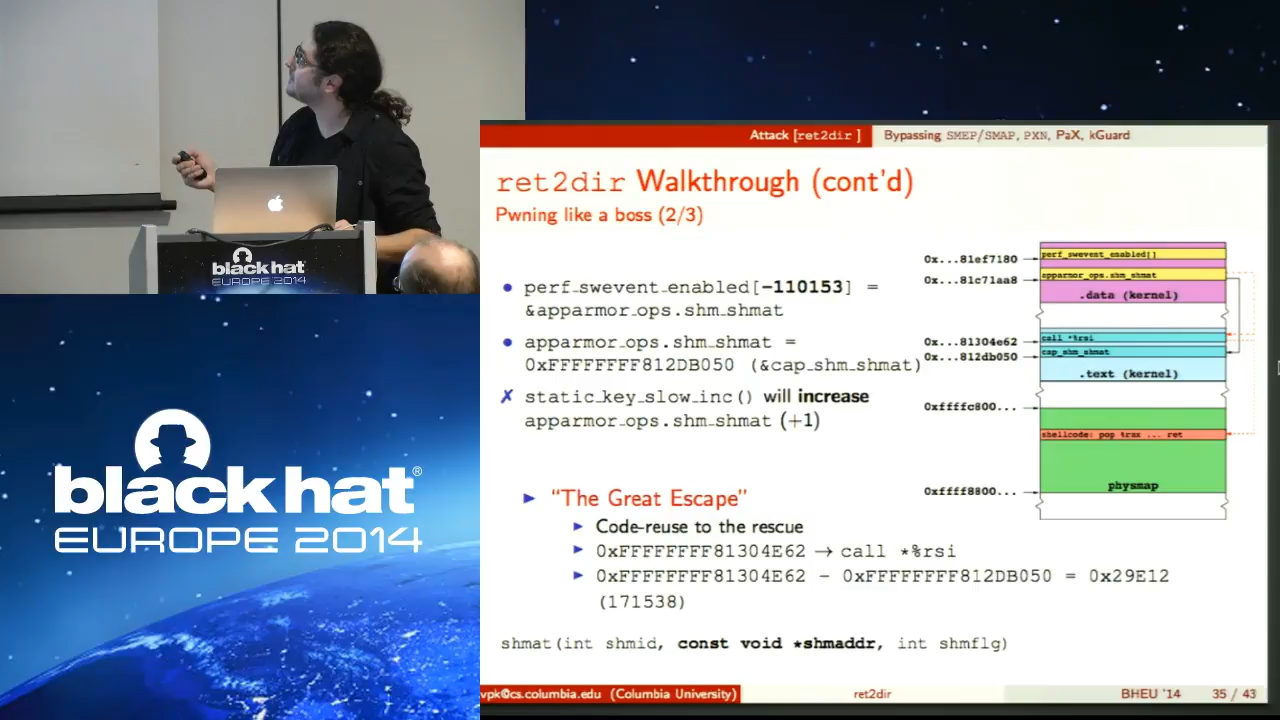 black hat
EUROPE 2014
black hat®
EUROPE 2014
Attack [ret2dir ]
Bypassing SMEP/SMAP, PXN, PaX, kGuard
ret2dir Walkthrough (cont'd)
Pwning like a boss (2/3)
• perf_swevent_enabled[-110153] =
&apparmor_ops.shm_shmat
• apparmor_ops.shm_shmat =
0xFFFFFFFF812DB050 (&cap_shm_shmat)
✗ static_key_slow_inc() will increase
apparmor_ops.shm_shmat (+1)
► "The Great Escape"
► Code-reuse to the rescue
► 0xFFFFFFFF81304E62 → call *%rsi
► 0xFFFFFFFF81304E62 – 0xFFFFFFFF812DB050 = 0x29E12
(171538)
shmat(int shmid, const void *shmaddr, int shmflg)
0x...81ef7180
perf_swevent_enabled[]
0x...81c71aa8
apparmor_ops.shm_shmat
.data (kernel)
0x...81304e62
call *%rsi
0x...812db050
cap_shm_shmat
.text (kernel)
0xffffc800...
shellcode: pop %rax ... ret
physmap
0xffff8800...
vpk@cs.columbia.edu (Columbia University)
ret2dir
BHEU '14
35 / 43